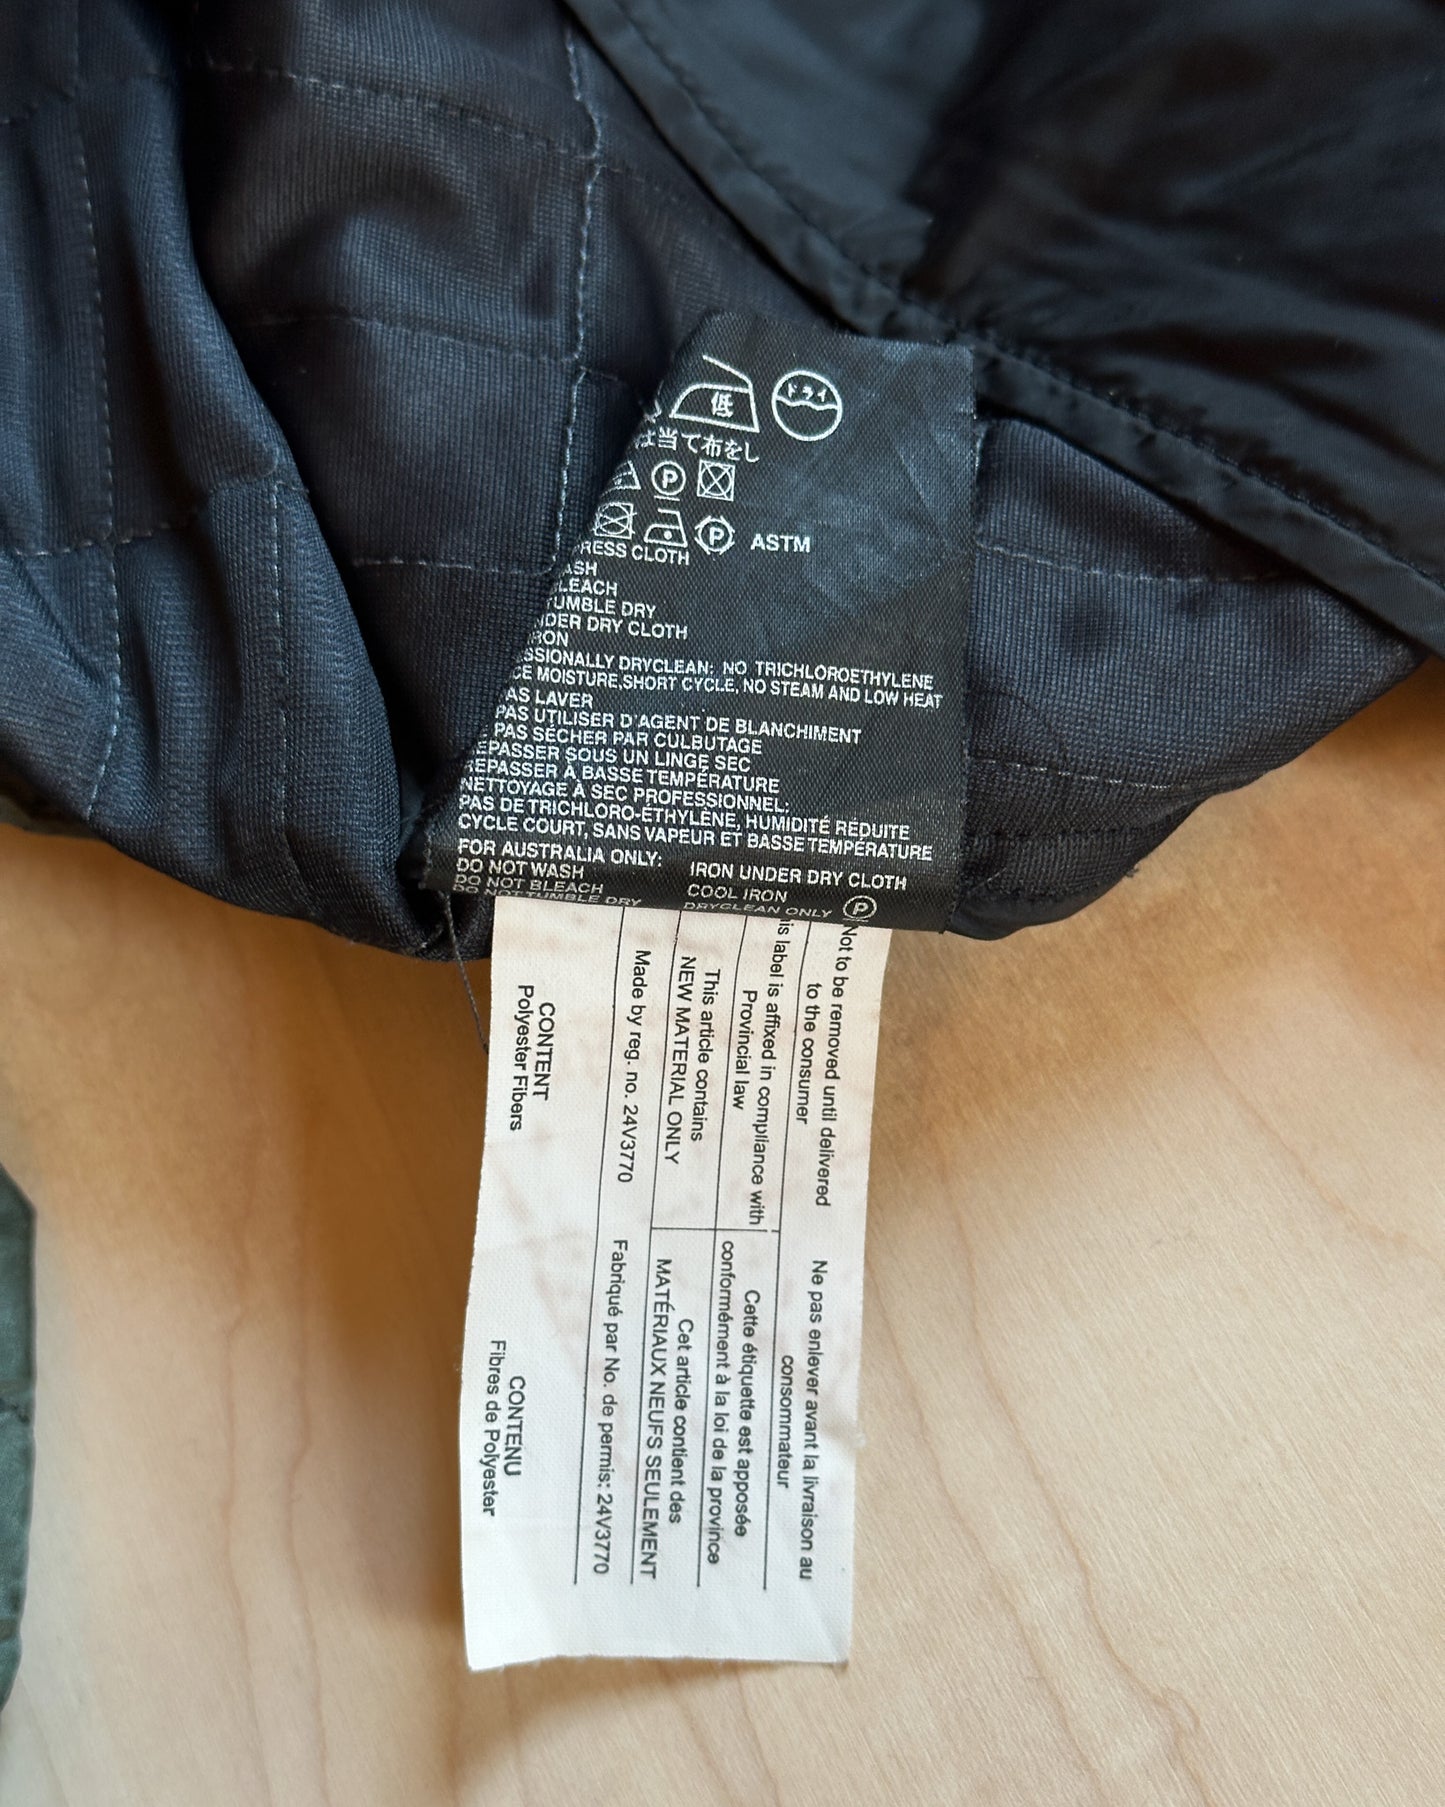 低
ドライ
当て布をし
P
P ASTM
PRESS CLOTH
TUMBLE DRY
DRY CLOTH
DRYCLEAN: NO TRICHLOROETHYLENE
MOISTURE,SHORT CYCLE, NO STEAM AND LOW HEAT
PAS LAVER
PAS UTILISER D'AGENT DE BLANCHIMENT
PAS SÉCHER PAR CULBUTAGE
REPASSER SOUS UN LINGE SEC
REPASSER À BASSE TEMPÉRATURE
NETTOYAGE À SEC PROFESSIONNEL:
PAS DE TRICHLORO-ÉTHYLÈNE, HUMIDITÉ RÉDUITE
CYCLE COURT, SANS VAPEUR ET BASSE TEMPÉRATURE
FOR AUSTRALIA ONLY:
DO NOT WASH
DO NOT BLEACH
DO NOT TUMBLE DRY
IRON UNDER DRY CLOTH
COOL IRON
DRYCLEAN ONLY P
Not to be removed until delivered
to the consumer
Ne pas enlever avant la livraison au
consommateur
is label is affixed in compliance with
Provincial law
Cette étiquette est apposée
conformément à la loi de la province
This article contains
NEW MATERIAL ONLY
Cet article contient des
MATÉRIAUX NEUFS SEULEMENT
Made by reg. no. 24V3770
Fabriqué par No. de permis: 24V3770
CONTENT
Polyester Fibers
CONTENU
Fibres de Polyester